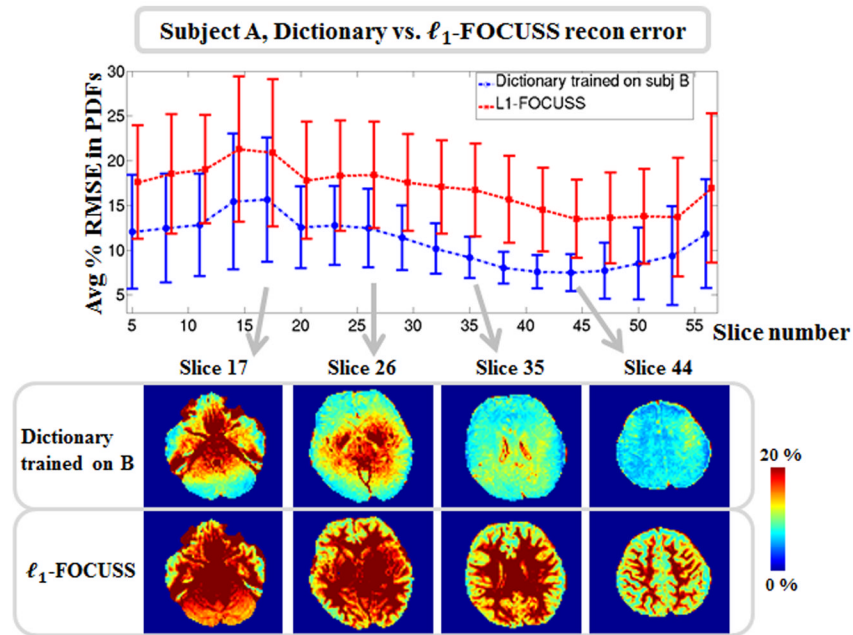 Subject A, Dictionary vs. ℓ₁-FOCUSS recon error
Avg % RMSE in PDFs
30
25
20
15
10
5
Dictionary trained on subj B
L1-FOCUSS
5 10 15 20 25 30 35 40 45 50 55
Slice number
Slice 17 Slice 26 Slice 35 Slice 44
Dictionary
trained on B
ℓ₁-FOCUSS
20 %
0 %